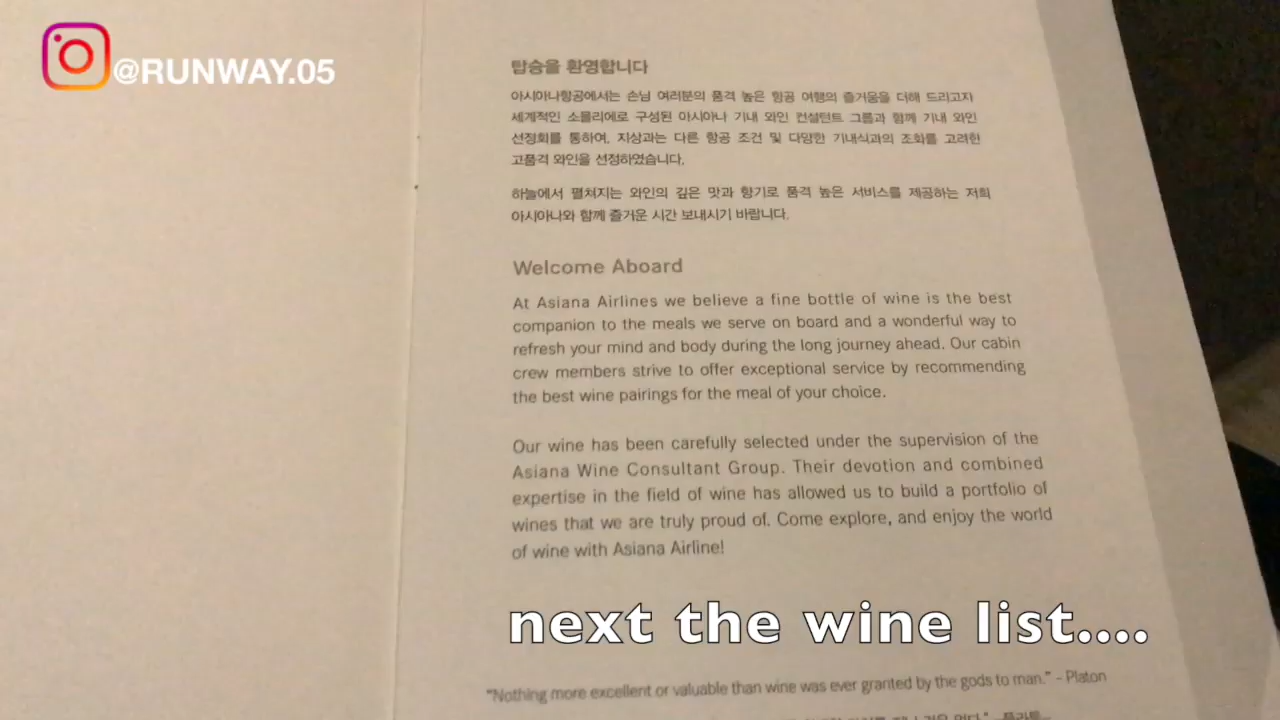 @RUNWAY.05
탑승을 환영합니다
아시아나항공에서는 손님 여러분의 품격 높은 항공 여행의 즐거움을 더해 드리고자
세계적인 소믈리에로 구성된 아시아나 기내 와인 컨설턴트 그룹과 함께 기내 와인
선정회를 통하여, 지상과는 다른 항공 조건 및 다양한 기내식과의 조화를 고려한
고품격 와인을 선정하였습니다.
하늘에서 펼쳐지는 와인의 깊은 맛과 향기로 품격 높은 서비스를 제공하는 저희
아시아나와 함께 즐거운 시간 보내시기 바랍니다.
Welcome Aboard
At Asiana Airlines we believe a fine bottle of wine is the best
companion to the meals we serve on board and a wonderful way to
refresh your mind and body during the long journey ahead. Our cabin
crew members strive to offer exceptional service by recommending
the best wine pairings for the meal of your choice.
Our wine has been carefully selected under the supervision of the
Asiana Wine Consultant Group. Their devotion and combined
expertise in the field of wine has allowed us to build a portfolio of
wines that we are truly proud of. Come explore, and enjoy the world
of wine with Asiana Airline!
next the wine list....
"Nothing more excellent or valuable than wine was ever granted by the gods to man." - Platon